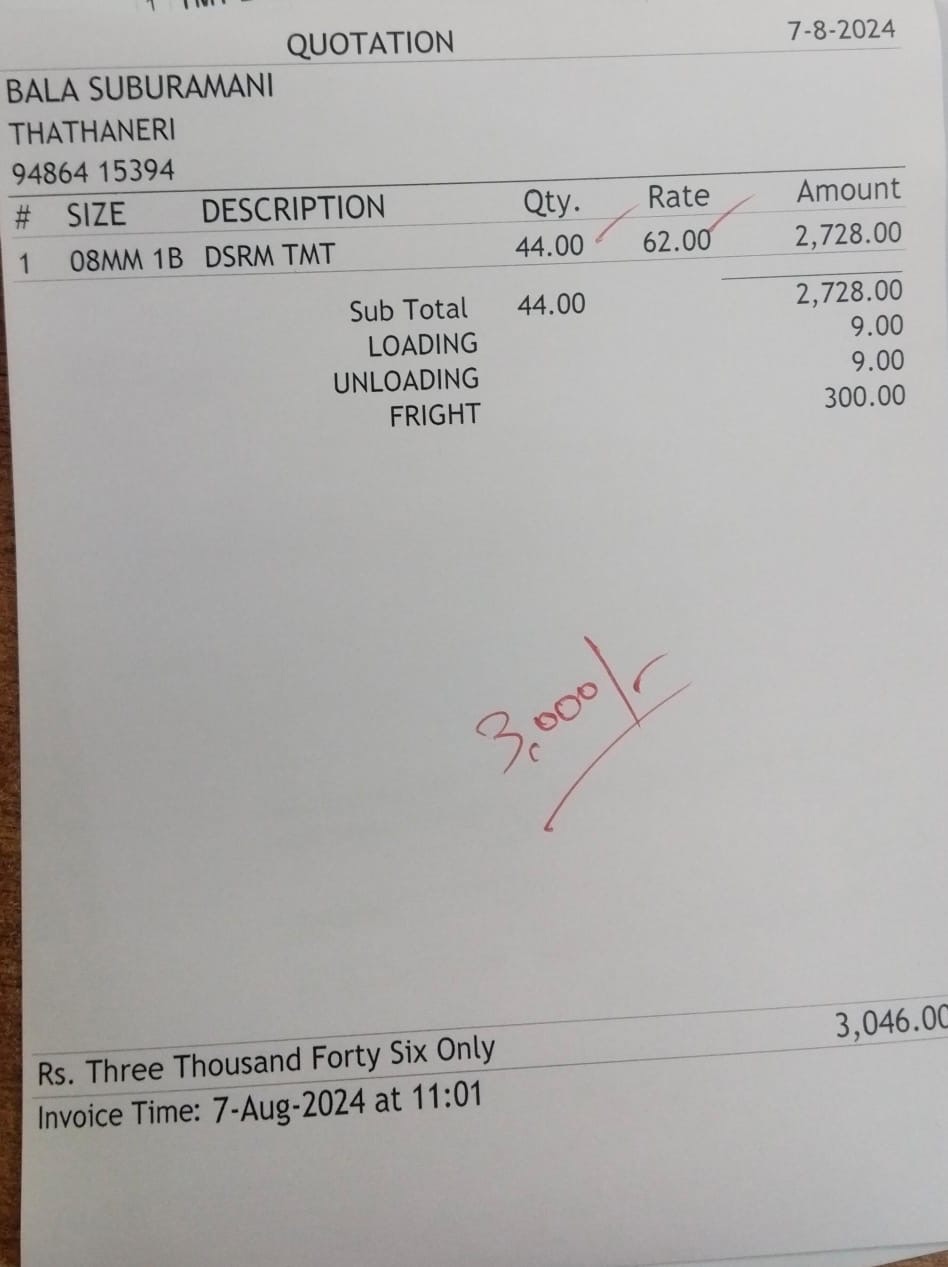 QUOTATION 7-8-2024
BALA SUBURAMANI
THATHANERI
94864 15394
# SIZE DESCRIPTION Qty. Rate Amount
1 08MM 1B DSRM TMT 44.00 62.00 2,728.00
Sub Total 44.00 2,728.00
LOADING 9.00
UNLOADING 9.00
FRIGHT 300.00
3,000/-
3,046.00
Rs. Three Thousand Forty Six Only
Invoice Time: 7-Aug-2024 at 11:01